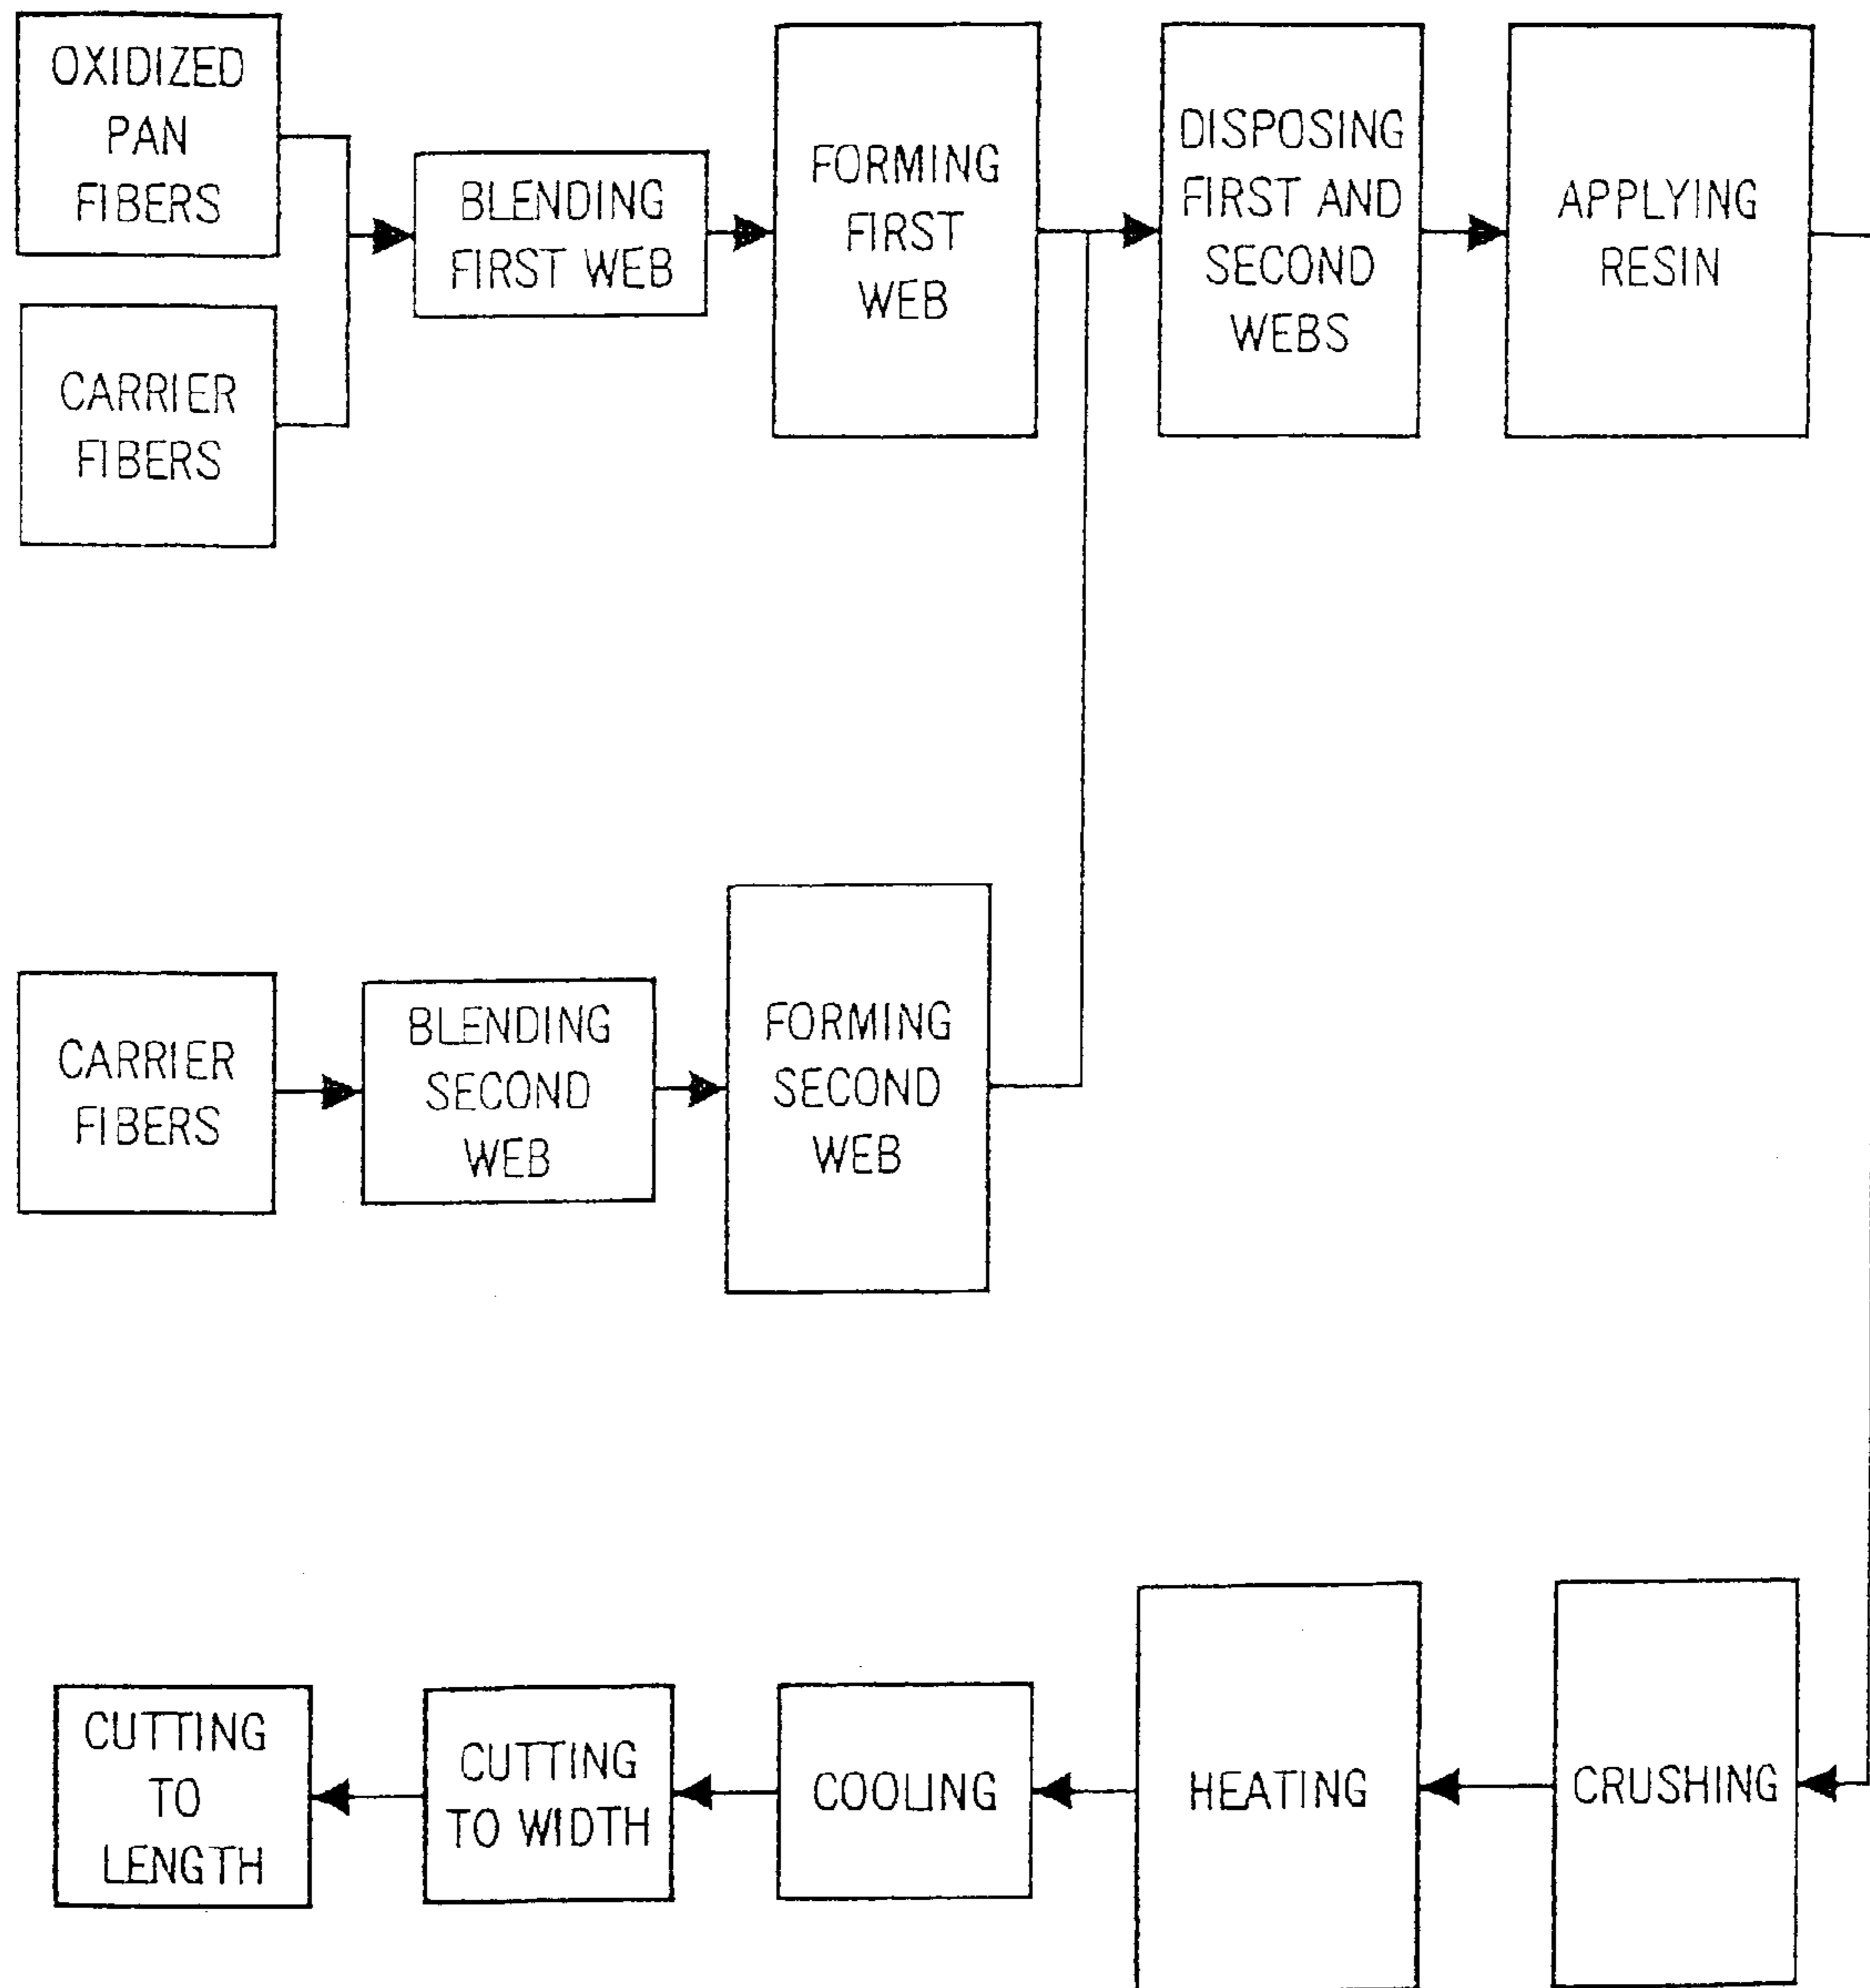 OXIDIZED
PAN
FIBERS
CARRIER
FIBERS
BLENDING
FIRST WEB
FORMING
FIRST
WEB
DISPOSING
FIRST AND
SECOND
WEBS
APPLYING
RESIN
CARRIER
FIBERS
BLENDING
SECOND
WEB
FORMING
SECOND
WEB
CRUSHING
HEATING
COOLING
CUTTING
TO WIDTH
CUTTING
TO
LENGTH